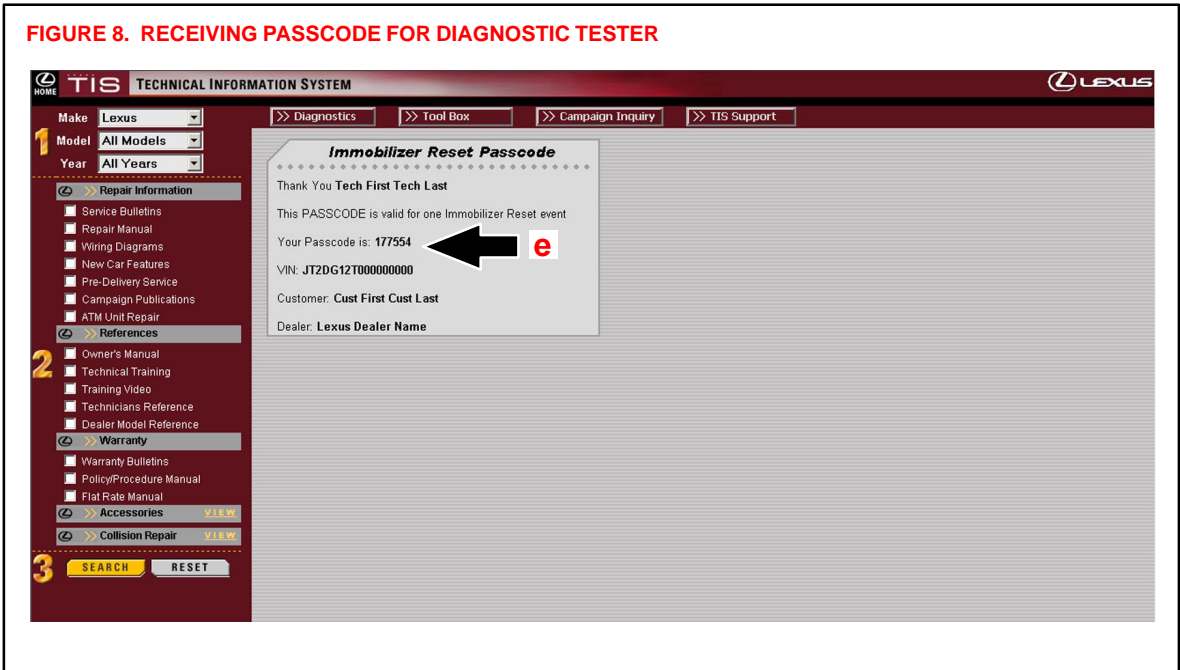 FIGURE 8. RECEIVING PASSCODE FOR DIAGNOSTIC TESTER
HOME TIS TECHNICAL INFORMATION SYSTEM LEXUS
Make Lexus
1 Model All Models
Year All Years
>> Diagnostics >> Tool Box >> Campaign Inquiry >> TIS Support
>> Repair Information
Service Bulletins
Repair Manual
Wiring Diagrams
New Car Features
Pre-Delivery Service
Campaign Publications
ATM Unit Repair
>> References
2 Owner's Manual
Technical Training
Training Video
Technicians Reference
Dealer Model Reference
>> Warranty
Warranty Bulletins
Policy/Procedure Manual
Flat Rate Manual
>> Accessories VIEW
>> Collision Repair VIEW
3 SEARCH RESET
Immobilizer Reset Passcode
Thank You Tech First Tech Last
This PASSCODE is valid for one Immobilizer Reset event
Your Passcode is: 177554 e
VIN: JT2DG12T000000000
Customer: Cust First Cust Last
Dealer: Lexus Dealer Name